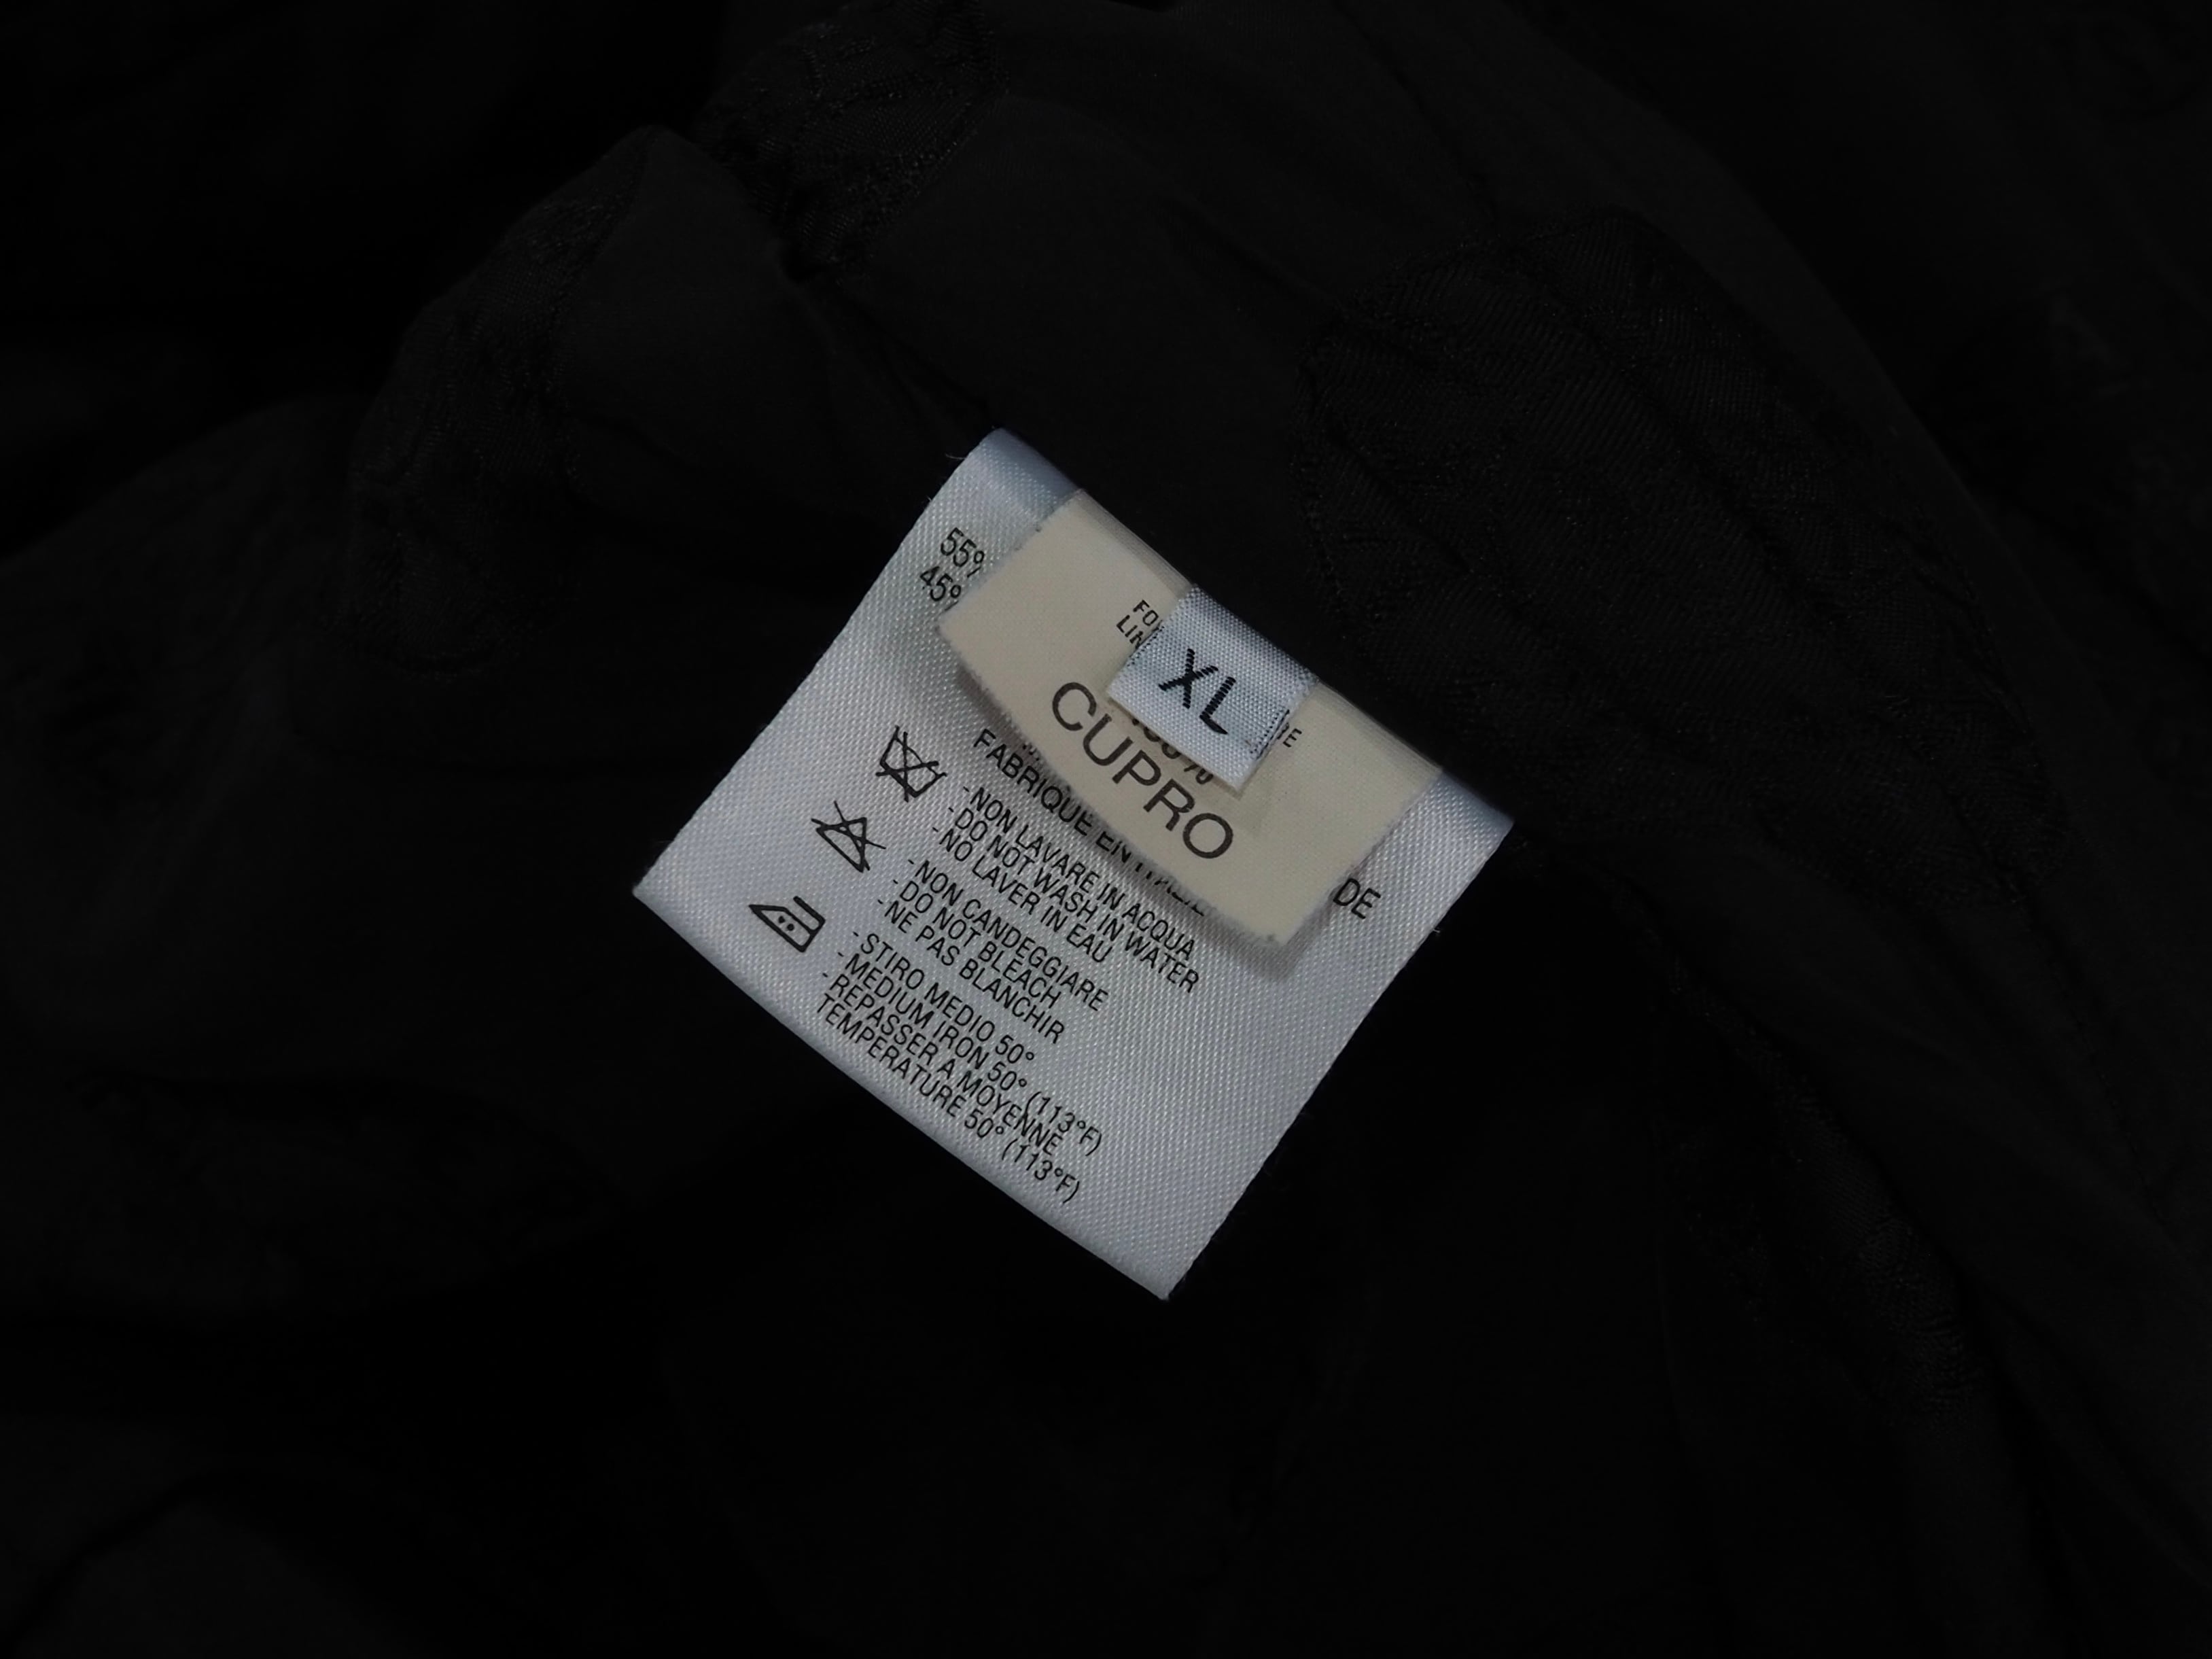 XL
CUPRO
55%
45%
DE
FABRIQUE EN
-NON LAVARE IN ACQUA
-DO NOT WASH IN WATER
-NO LAVER IN EAU
-NON CANDEGGIARE
-DO NOT BLEACH
-NE PAS BLANCHIR
-STIRO MEDIO 50°
-MEDIUM IRON 50° (113°F)
-REPASSER A MOYENNE
TEMPERATURE 50° (113°F)